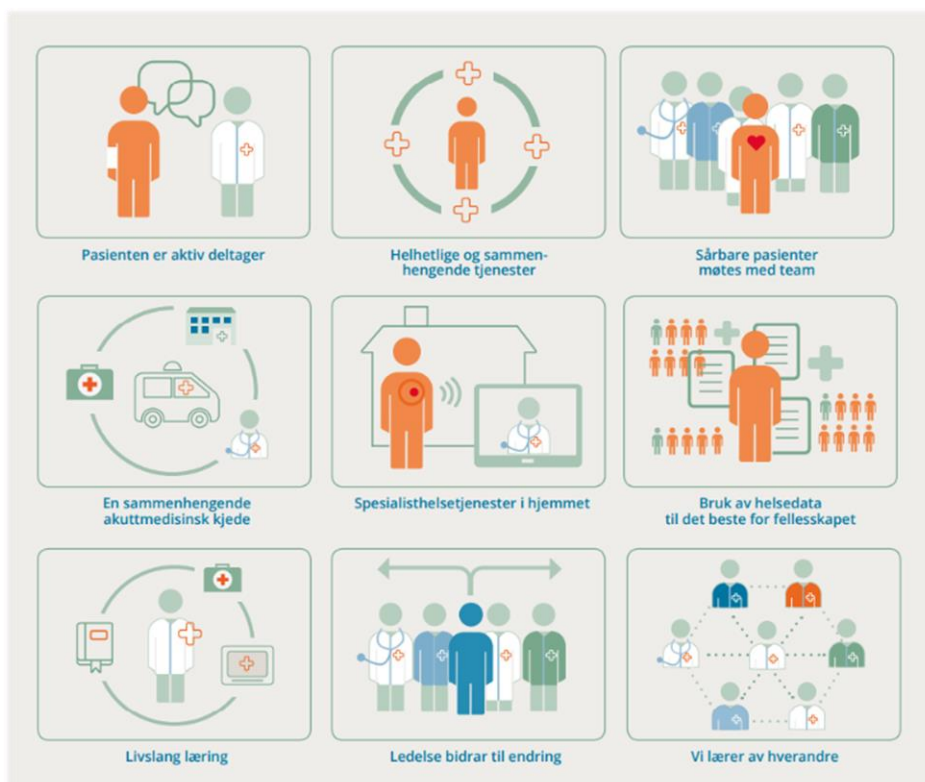 Pasienten er aktiv deltager
Helhetlige og sammen-
hengende tjenester
Sårbare pasienter
møtes med team
En sammenhengende
akuttmedisinsk kjede
Spesialisthelsetjenester i hjemmet
Bruk av helsedata
til det beste for fellesskapet
Livslang læring
Ledelse bidrar til endring
Vi lærer av hverandre